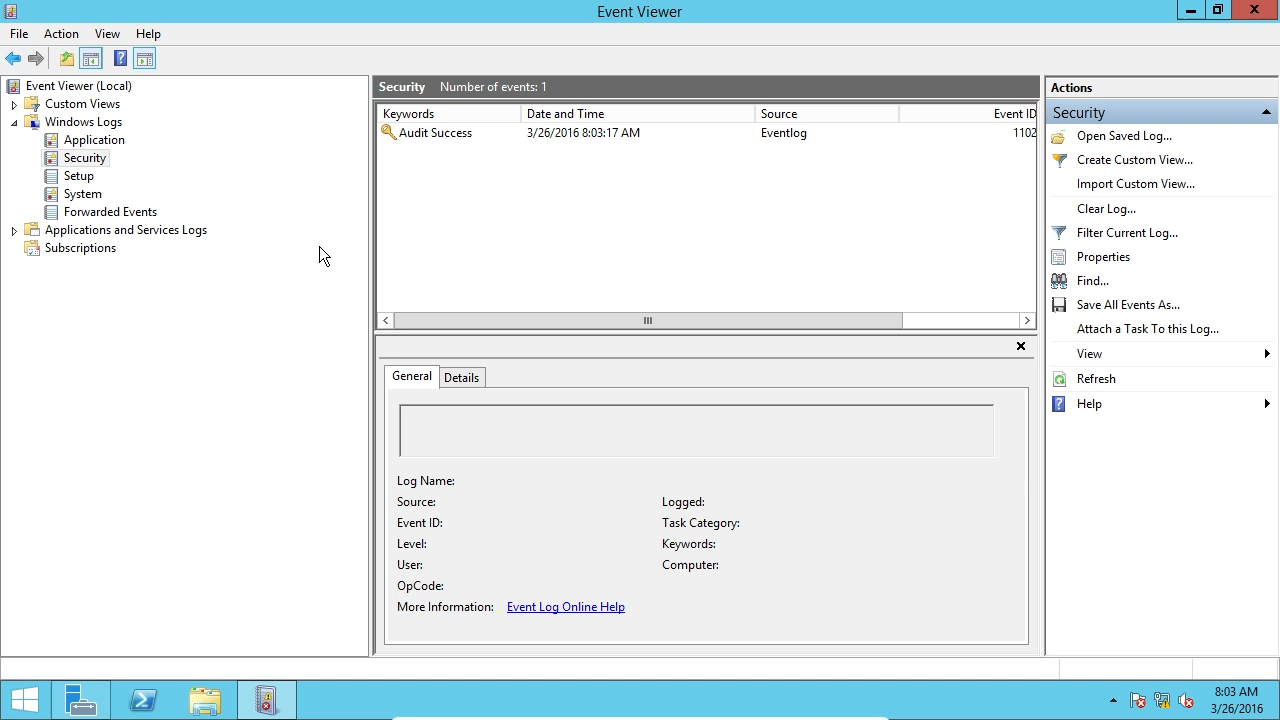 Event Viewer
File Action View Help
Event Viewer (Local)
Custom Views
Windows Logs
Application
Security
Setup
System
Forwarded Events
Applications and Services Logs
Subscriptions
Security Number of events: 1
Keywords Date and Time Source Event ID
Audit Success 3/26/2016 8:03:17 AM Eventlog 1102
General Details
Log Name:
Source: Logged:
Event ID: Task Category:
Level: Keywords:
User: Computer:
OpCode:
More Information: Event Log Online Help
Actions
Security
Open Saved Log...
Create Custom View...
Import Custom View...
Clear Log...
Filter Current Log...
Properties
Find...
Save All Events As...
Attach a Task To this Log...
View
Refresh
Help
8:03 AM
3/26/2016